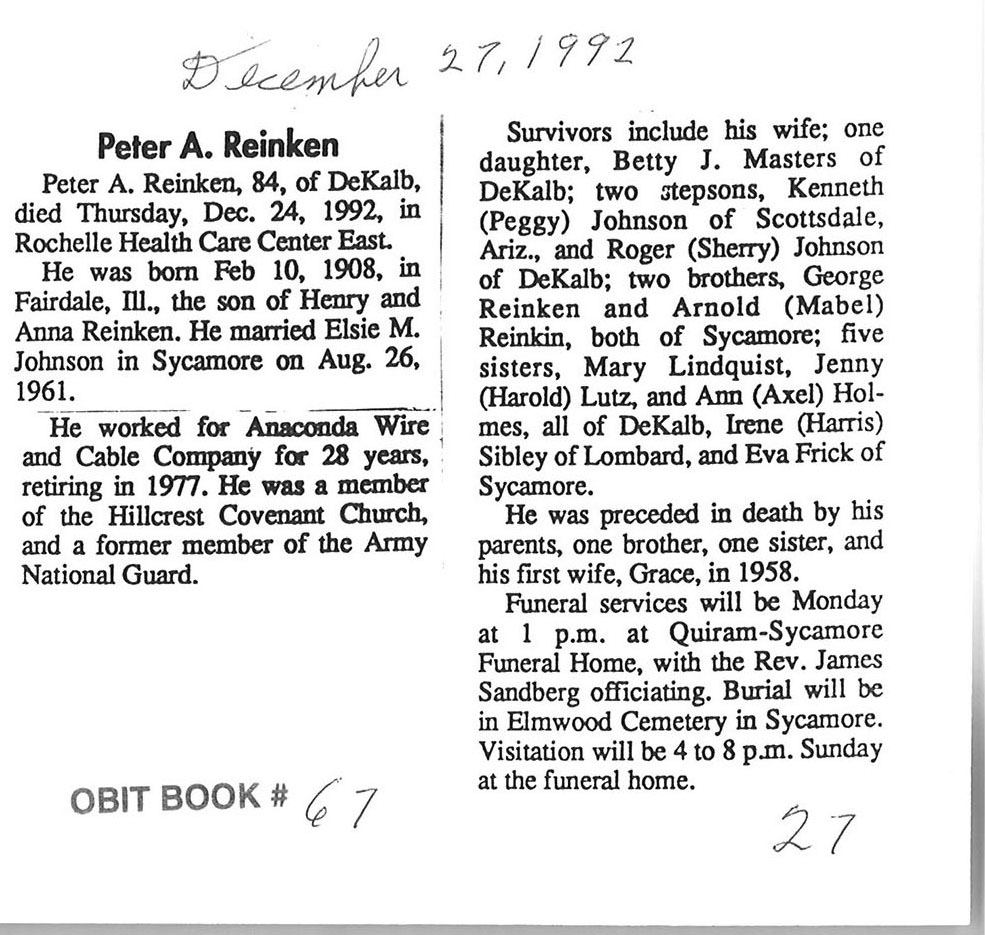 December 27, 1992
Peter A. Reinken
Peter A. Reinken, 84, of DeKalb,
died Thursday, Dec. 24, 1992, in
Rochelle Health Care Center East.
He was born Feb 10, 1908, in
Fairdale, Ill., the son of Henry and
Anna Reinken. He married Elsie M.
Johnson in Sycamore on Aug. 26,
1961.
He worked for Anaconda Wire
and Cable Company for 28 years,
retiring in 1977. He was a member
of the Hillcrest Covenant Church,
and a former member of the Army
National Guard.
Survivors include his wife; one
daughter, Betty J. Masters of
DeKalb; two stepsons, Kenneth
(Peggy) Johnson of Scottsdale,
Ariz., and Roger (Sherry) Johnson
of DeKalb; two brothers, George
Reinken and Arnold (Mabel)
Reinkin, both of Sycamore; five
sisters, Mary Lindquist, Jenny
(Harold) Lutz, and Ann (Axel) Hol-
mes, all of DeKalb, Irene (Harris)
Sibley of Lombard, and Eva Frick of
Sycamore.
He was preceded in death by his
parents, one brother, one sister, and
his first wife, Grace, in 1958.
Funeral services will be Monday
at 1 p.m. at Quiram-Sycamore
Funeral Home, with the Rev. James
Sandberg officiating. Burial will be
in Elmwood Cemetery in Sycamore.
Visitation will be 4 to 8 p.m. Sunday
at the funeral home.
OBIT BOOK # 67
27